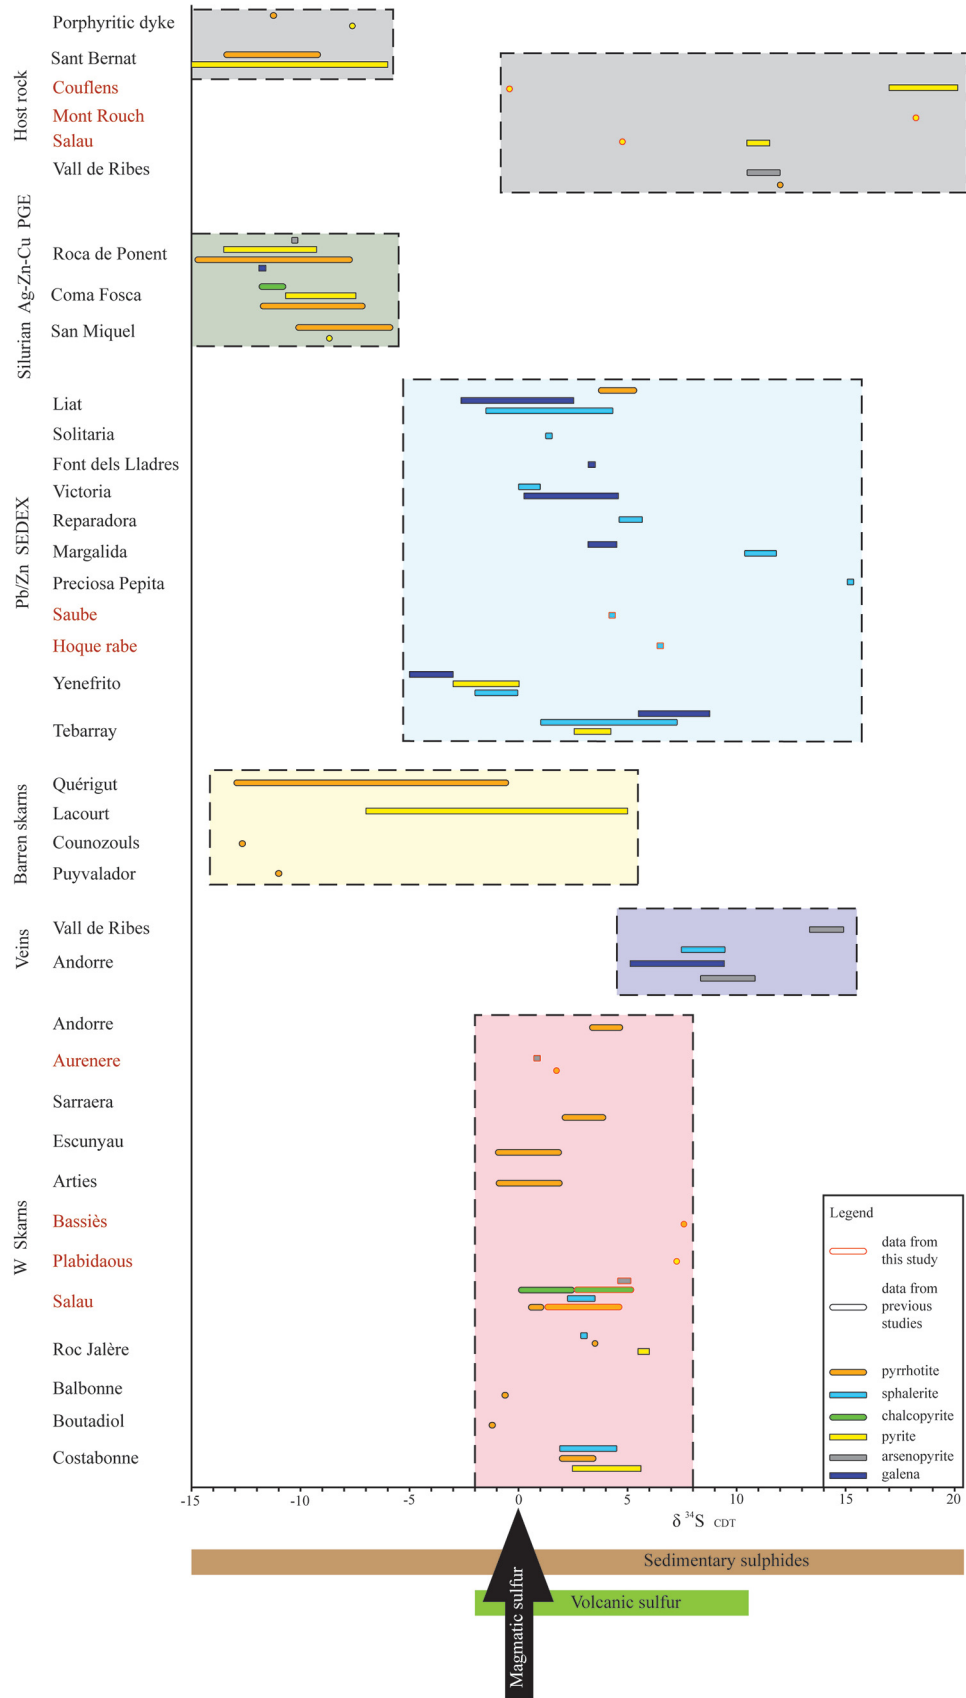 Host rock
Porphyritic dyke
Sant Bernat
Couflens
Mont Rouch
Salau
Vall de Ribes
Silurian Ag-Zn-Cu PGE
Roca de Ponent
Coma Fosca
San Miquel
Pb/Zn SEDEX
Liat
Solitaria
Font dels Lladres
Victoria
Reparadora
Margalida
Preciosa Pepita
Saube
Hoque rabe
Yenefrito
Tebarray
Barren skarns
Quérigut
Lacourt
Counozouls
Puyvalador
Veins
Vall de Ribes
Andorre
W Skarns
Andorre
Aurenere
Sarraera
Escunyau
Arties
Bassiès
Plabidaous
Salau
Roc Jalère
Balbonne
Boutadiol
Costabonne
Legend
data from
this study
data from
previous
studies
pyrrhotite
sphalerite
chalcopyrite
pyrite
arsenopyrite
galena
-15 -10 -5 0 5 10 15 20
δ ³⁴S CDT
Sedimentary sulphides
Volcanic sulfur
Magmatic sulfur